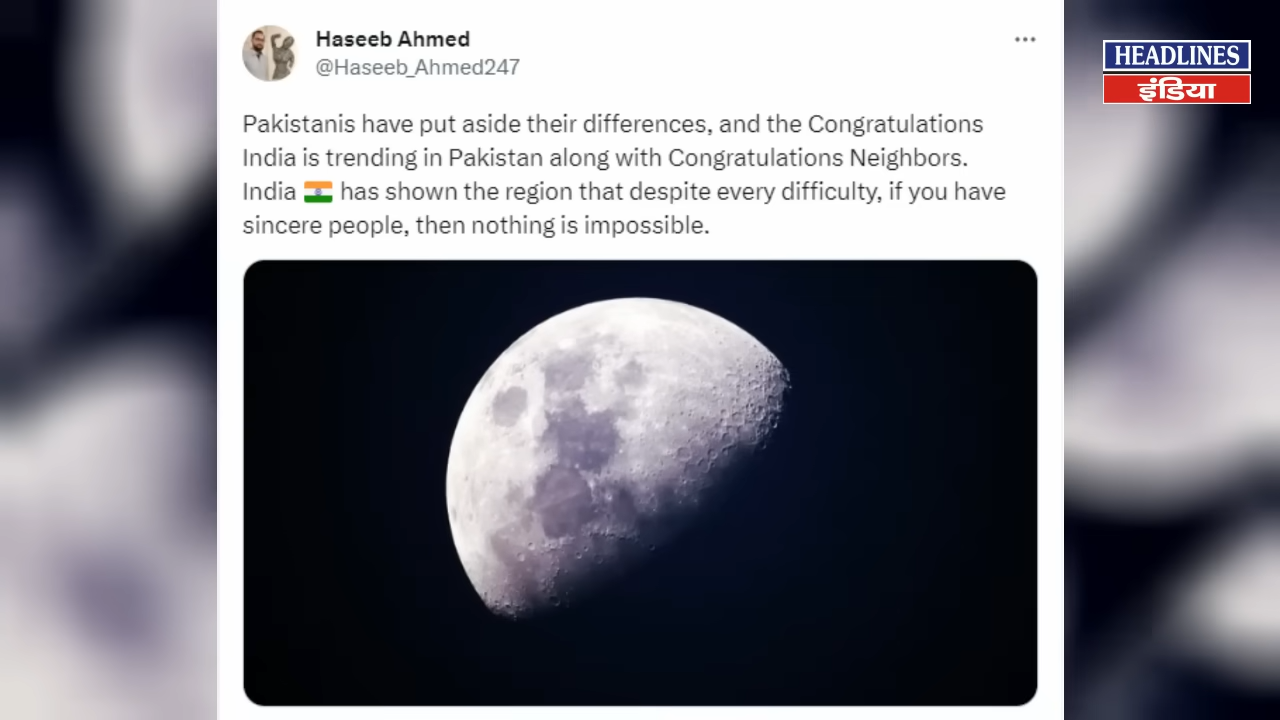 Haseeb Ahmed
@Haseeb_Ahmed247
HEADLINES
इंडिया
Pakistanis have put aside their differences, and the Congratulations
India is trending in Pakistan along with Congratulations Neighbors.
India 🇮🇳 has shown the region that despite every difficulty, if you have
sincere people, then nothing is impossible.